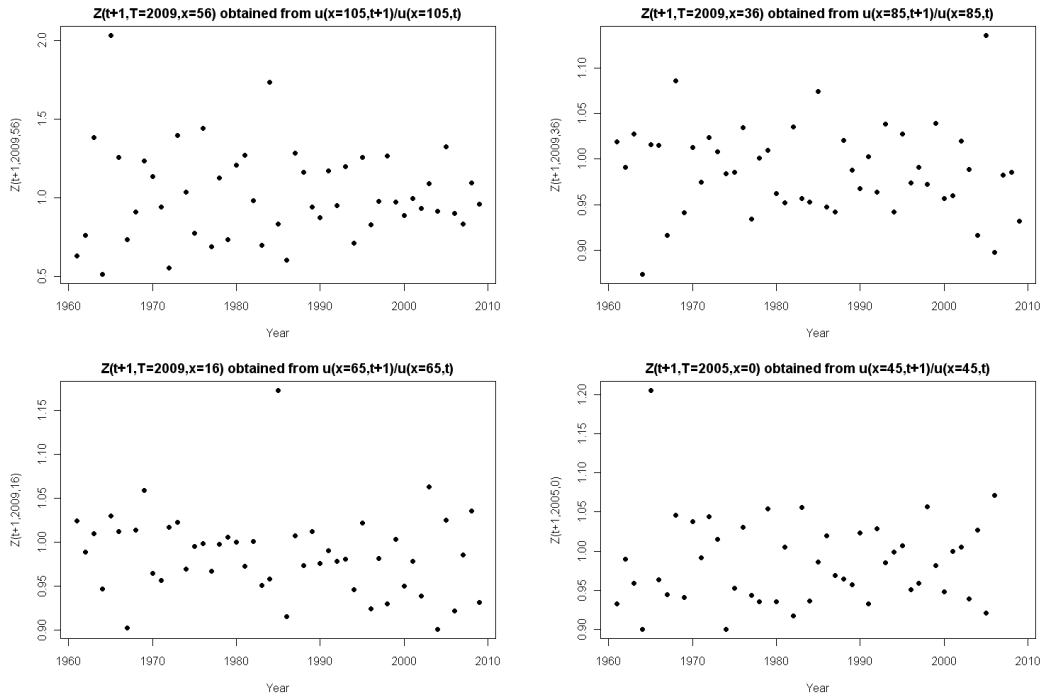 Z(t+1,T=2009,x=56) obtained from u(x=105,t+1)/u(x=105,t)
Z(t+1,2009,56)
2.0
1.5
1.0
0.5
1960 1970 1980 1990 2000 2010
Year
Z(t+1,T=2009,x=36) obtained from u(x=85,t+1)/u(x=85,t)
Z(t+1,2009,36)
1.10
1.05
1.00
0.95
0.90
1960 1970 1980 1990 2000 2010
Year
Z(t+1,T=2009,x=16) obtained from u(x=65,t+1)/u(x=65,t)
Z(t+1,2009,16)
1.15
1.10
1.05
1.00
0.95
0.90
1960 1970 1980 1990 2000 2010
Year
Z(t+1,T=2005,x=0) obtained from u(x=45,t+1)/u(x=45,t)
Z(t+1,2005,0)
1.20
1.15
1.10
1.05
1.00
0.95
0.90
1960 1970 1980 1990 2000 2010
Year